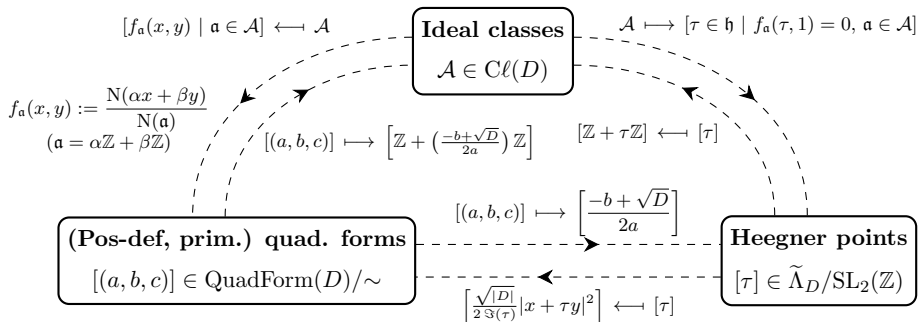 [f_𝔞(x, y) | 𝔞 ∈ 𝒜] ⟻ 𝒜
Ideal classes
𝒜 ∈ Cℓ(D)
𝒜 ⟼ [τ ∈ 𝔥 | f_𝔞(τ, 1) = 0, 𝔞 ∈ 𝒜]
f_𝔞(x, y) := N(αx + βy) / N(𝔞)
(𝔞 = αℤ + βℤ)
[(a, b, c)] ⟼ [ℤ + ((−b+√D)/(2a)) ℤ]
[ℤ + τℤ] ⟻ [τ]
[(a, b, c)] ⟼ [(−b + √D)/(2a)]
(Pos-def, prim.) quad. forms
[(a, b, c)] ∈ QuadForm(D)/∼
Heegner points
[τ] ∈ Λ̃_D/SL₂(ℤ)
[(√|D|)/(2 ℑ(τ)) |x + τy|²] ⟻ [τ]